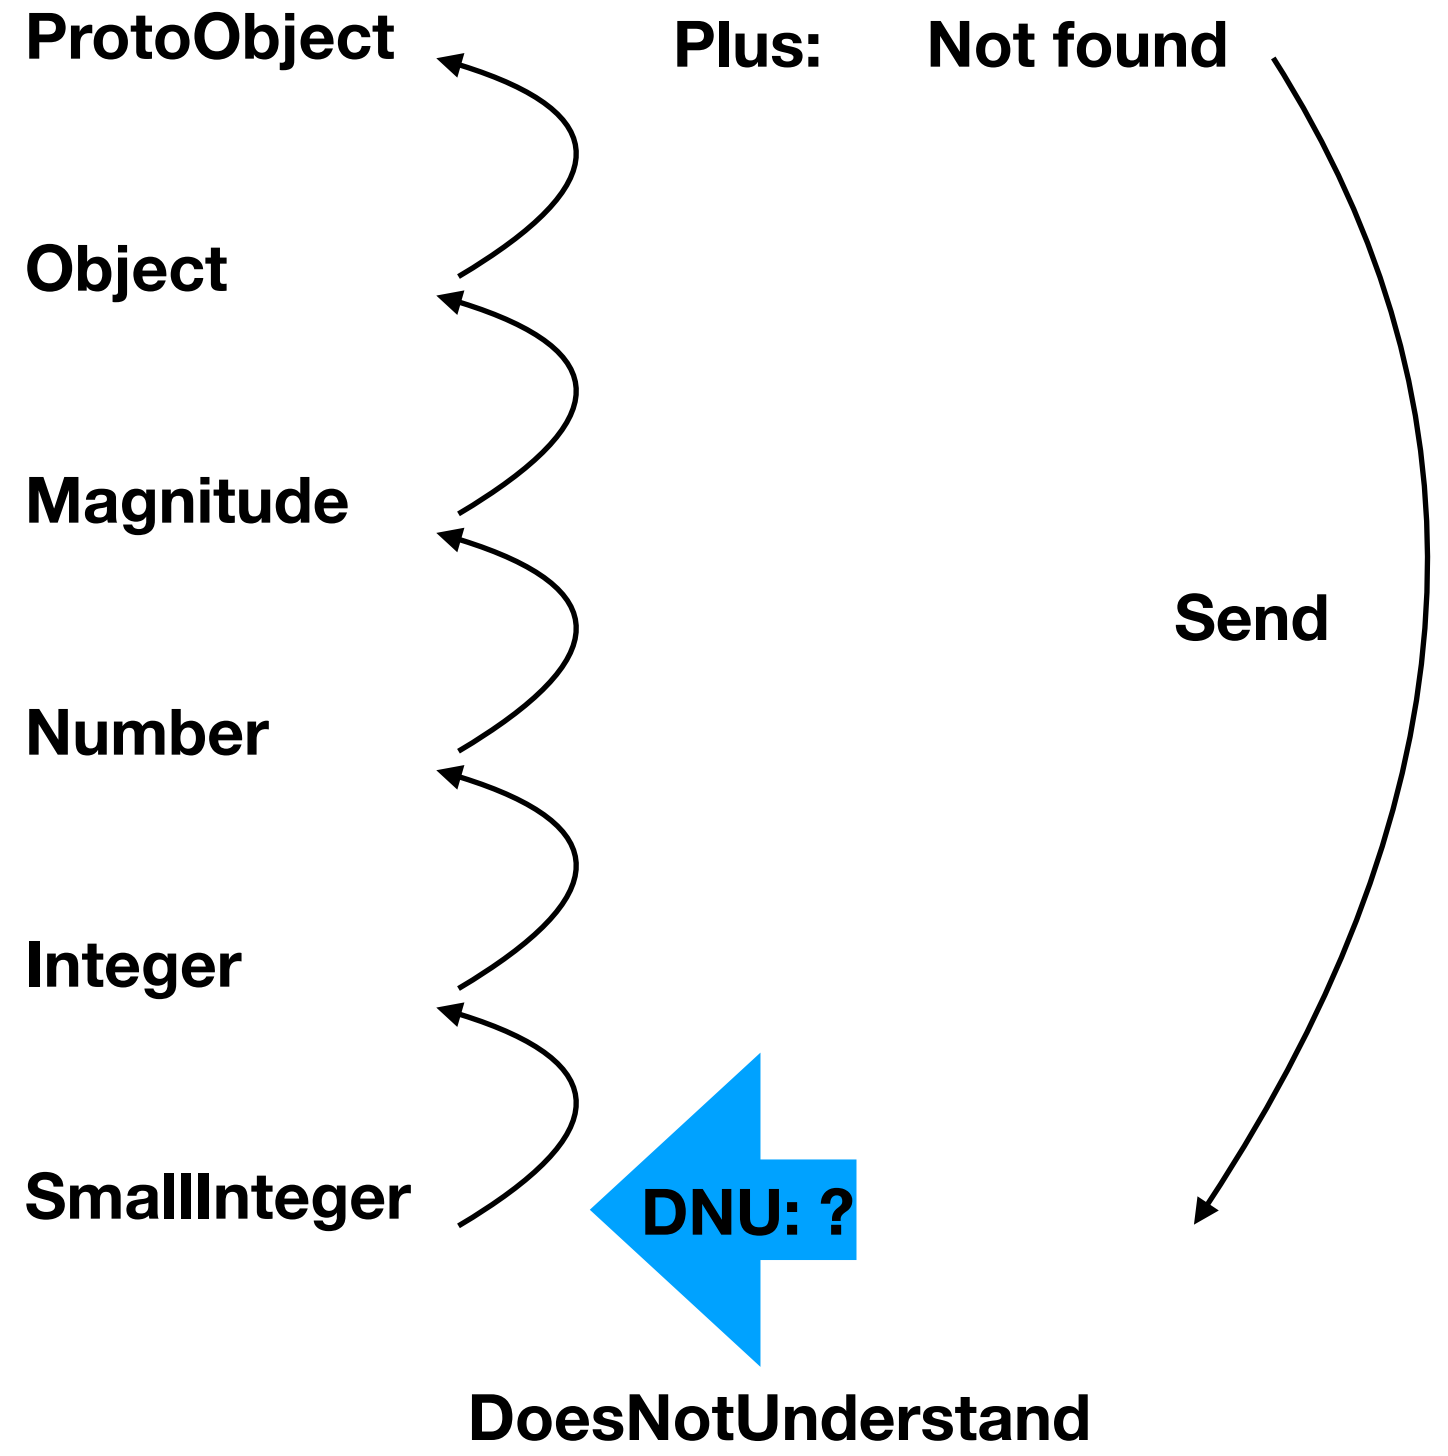 ProtoObject
Plus:
Not found
Object
Magnitude
Send
Number
Integer
SmallInteger
DNU: ?
DoesNotUnderstand